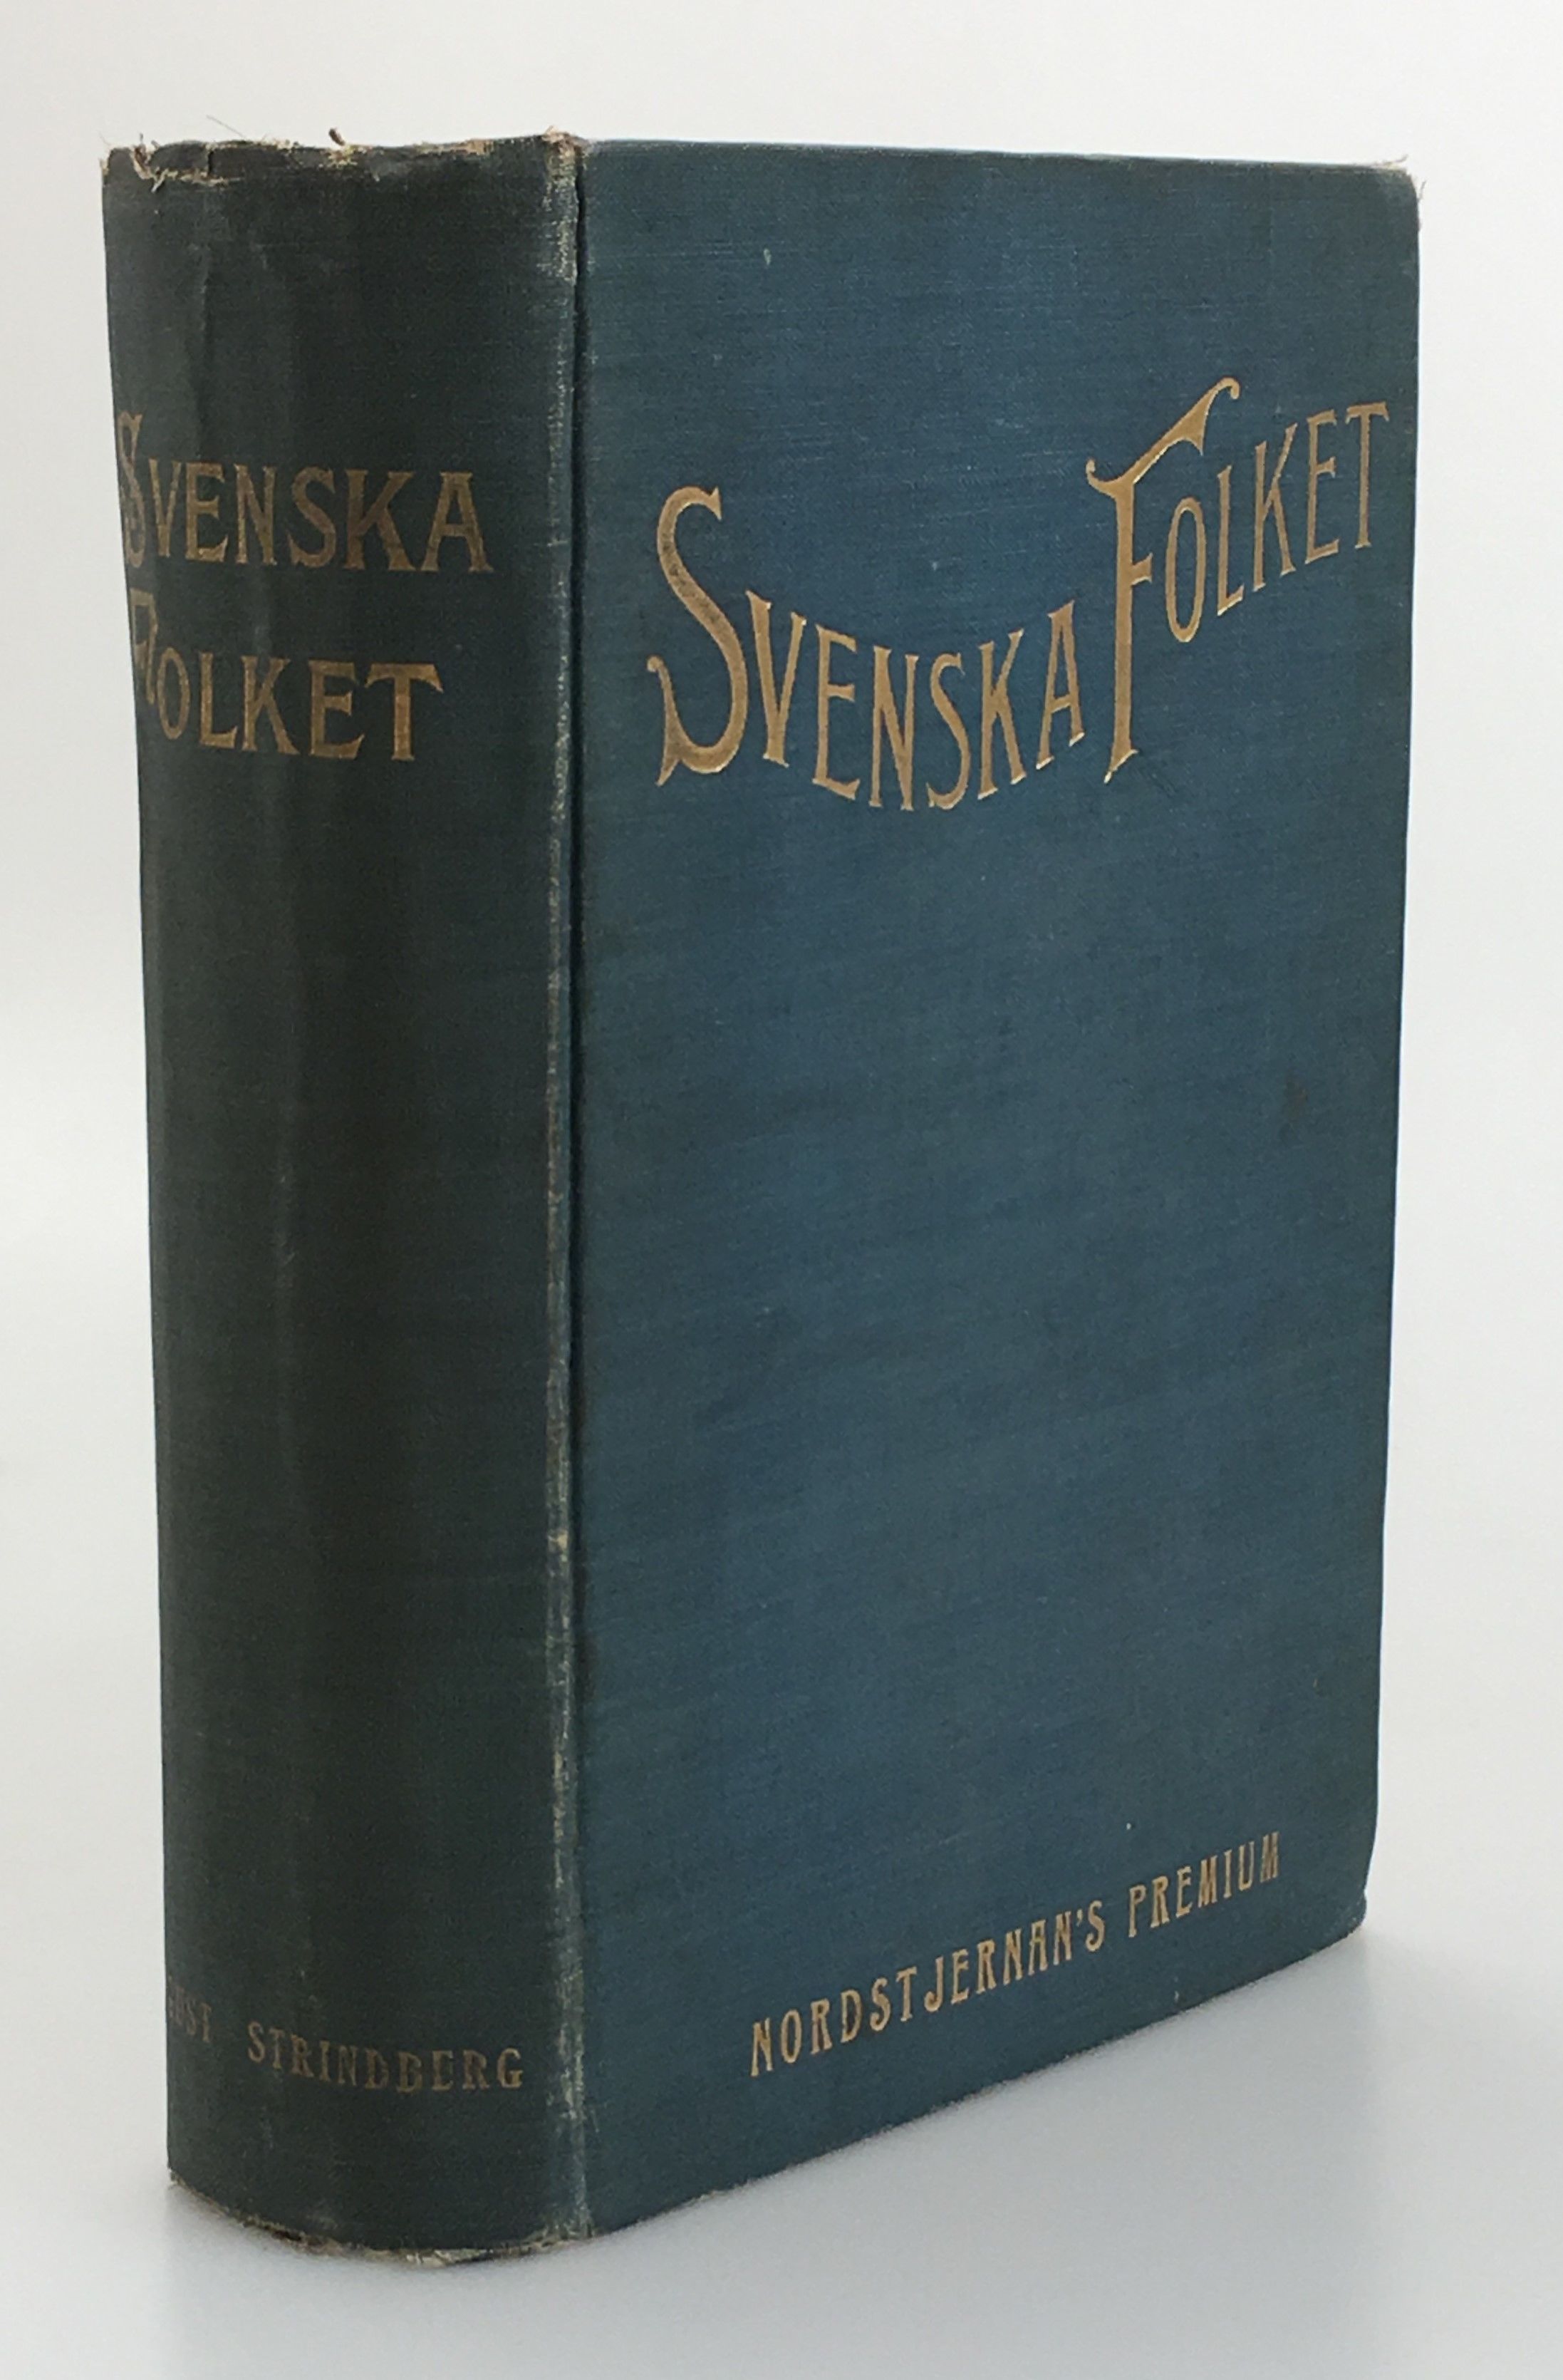 SVENSKA
FOLKET
STRINDBERG
SVENSKA FOLKET
NORDSTJERNAN'S PREMIUM